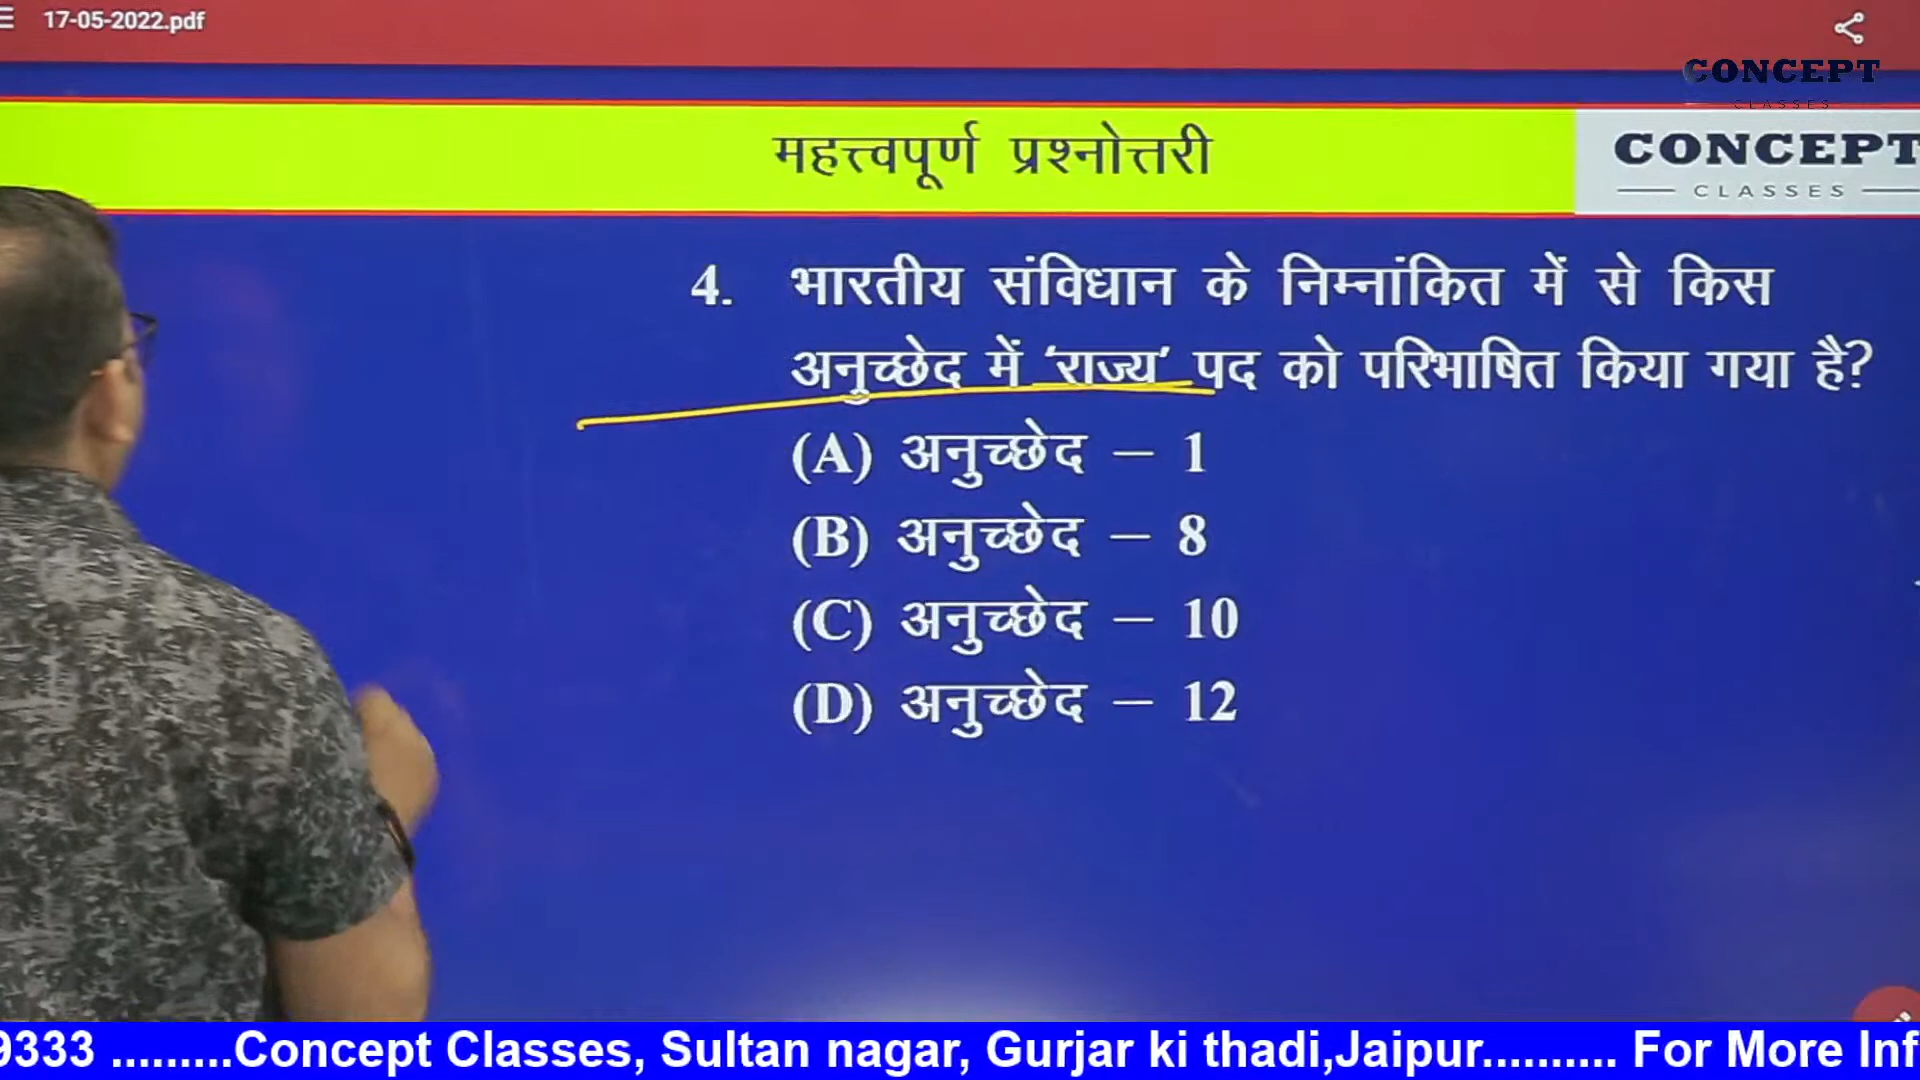 17-05-2022.pdf
CONCEPT
CLASSES
महत्त्वपूर्ण प्रश्नोत्तरी
CONCEPT
CLASSES
4. भारतीय संविधान के निम्नांकित में से किस
अनुच्छेद में ‘राज्य’ पद को परिभाषित किया गया है?
(A) अनुच्छेद – 1
(B) अनुच्छेद – 8
(C) अनुच्छेद – 10
(D) अनुच्छेद – 12
9333 .........Concept Classes, Sultan nagar, Gurjar ki thadi,Jaipur.......... For More Inf